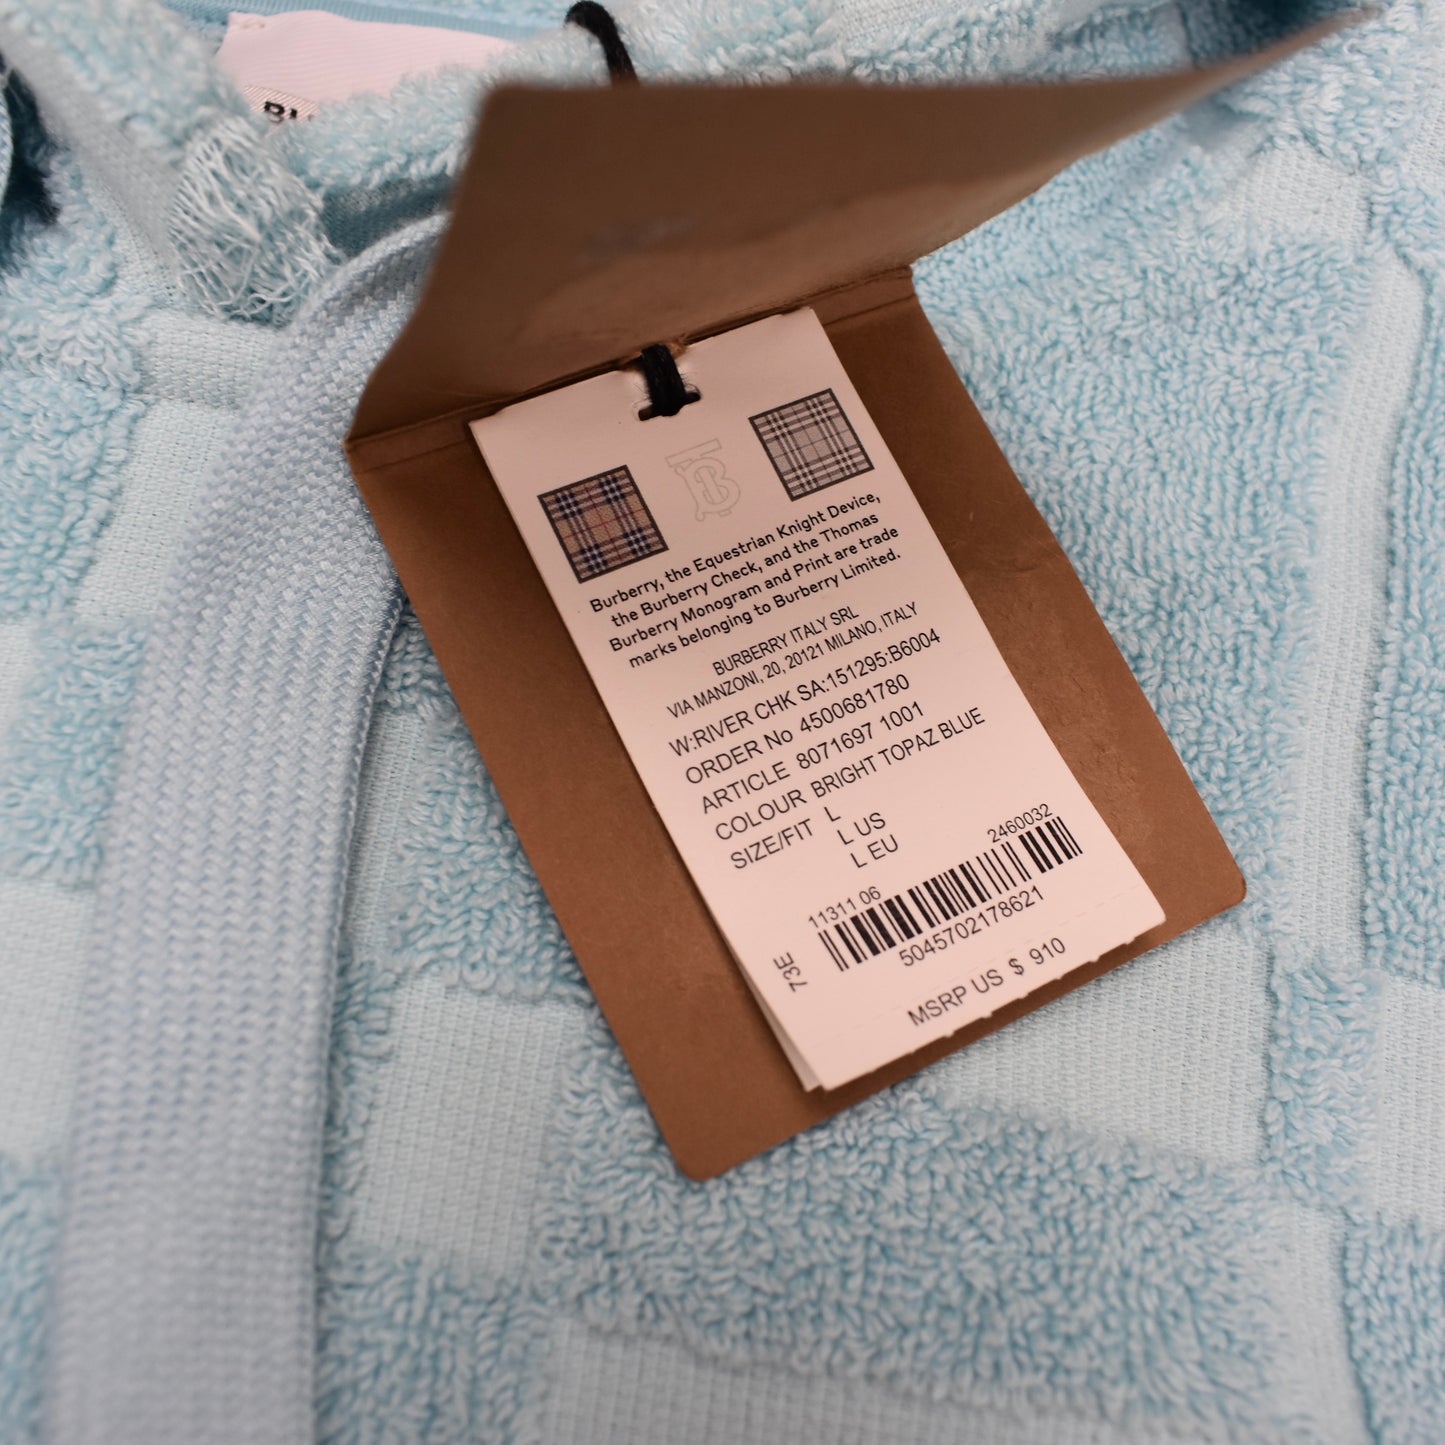 BU
TB
Burberry, the Equestrian Knight Device,
the Burberry Check, and the Thomas
Burberry Monogram and Print are trade
marks belonging to Burberry Limited.
BURBERRY ITALY SRL
VIA MANZONI, 20, 20121 MILANO, ITALY
W:RIVER CHK SA:151295:B6004
ORDER No 4500681780
ARTICLE 8071697 1001
COLOUR BRIGHT TOPAZ BLUE
SIZE/FIT L
L US
L EU
11311 06 2460032
73E
5045702178621
MSRP US $ 910